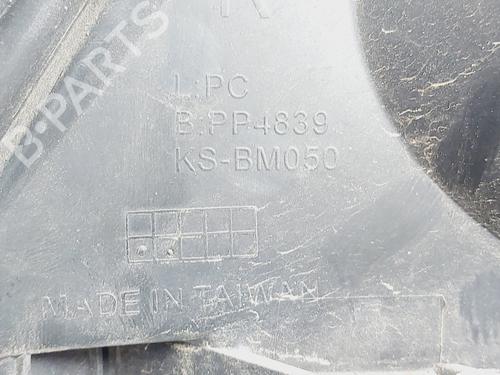 B-PARTS
R
L:PC
B:PP4839
KS-BM050
MADE IN TAIWAN